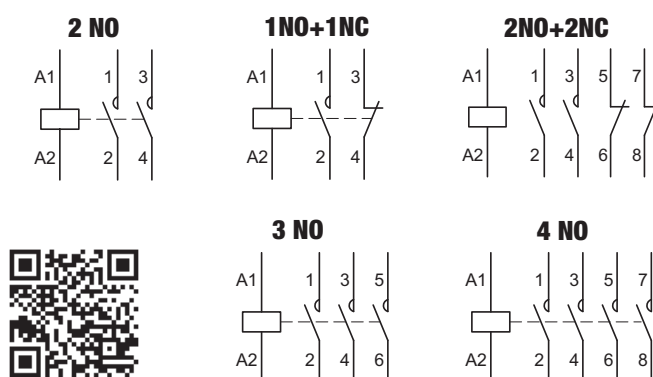 2 NO
1NO+1NC
2NO+2NC
A1 1 3
A1 1 3
A1 1 3 5 7
A2 2 4
A2 2 4
A2 2 4 6 8
3 NO
4 NO
A1 1 3 5
A1 1 3 5 7
A2 2 4 6
A2 2 4 6 8